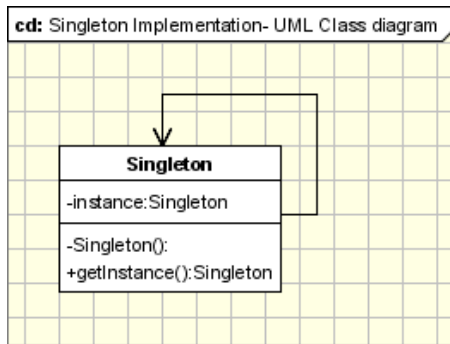 cd: Singleton Implementation- UML Class diagram
Singleton
-instance:Singleton
-Singleton():
+getInstance():Singleton